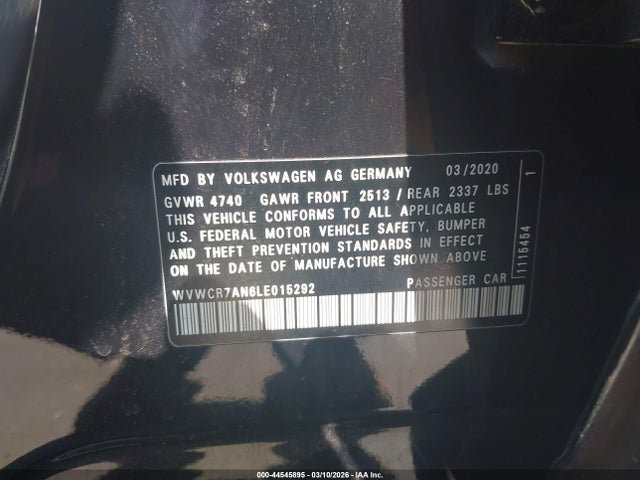 MFD BY VOLKSWAGEN AG GERMANY 03/2020
GVWR 4740 GAWR FRONT 2513 / REAR 2337 LBS
THIS VEHICLE CONFORMS TO ALL APPLICABLE
U.S. FEDERAL MOTOR VEHICLE SAFETY, BUMPER
AND THEFT PREVENTION STANDARDS IN EFFECT
ON THE DATE OF MANUFACTURE SHOWN ABOVE
WVWCR7AN6LE015292 PASSENGER CAR
1115454 1
000-44545895 - 03/10/2026 - IAA, Inc.